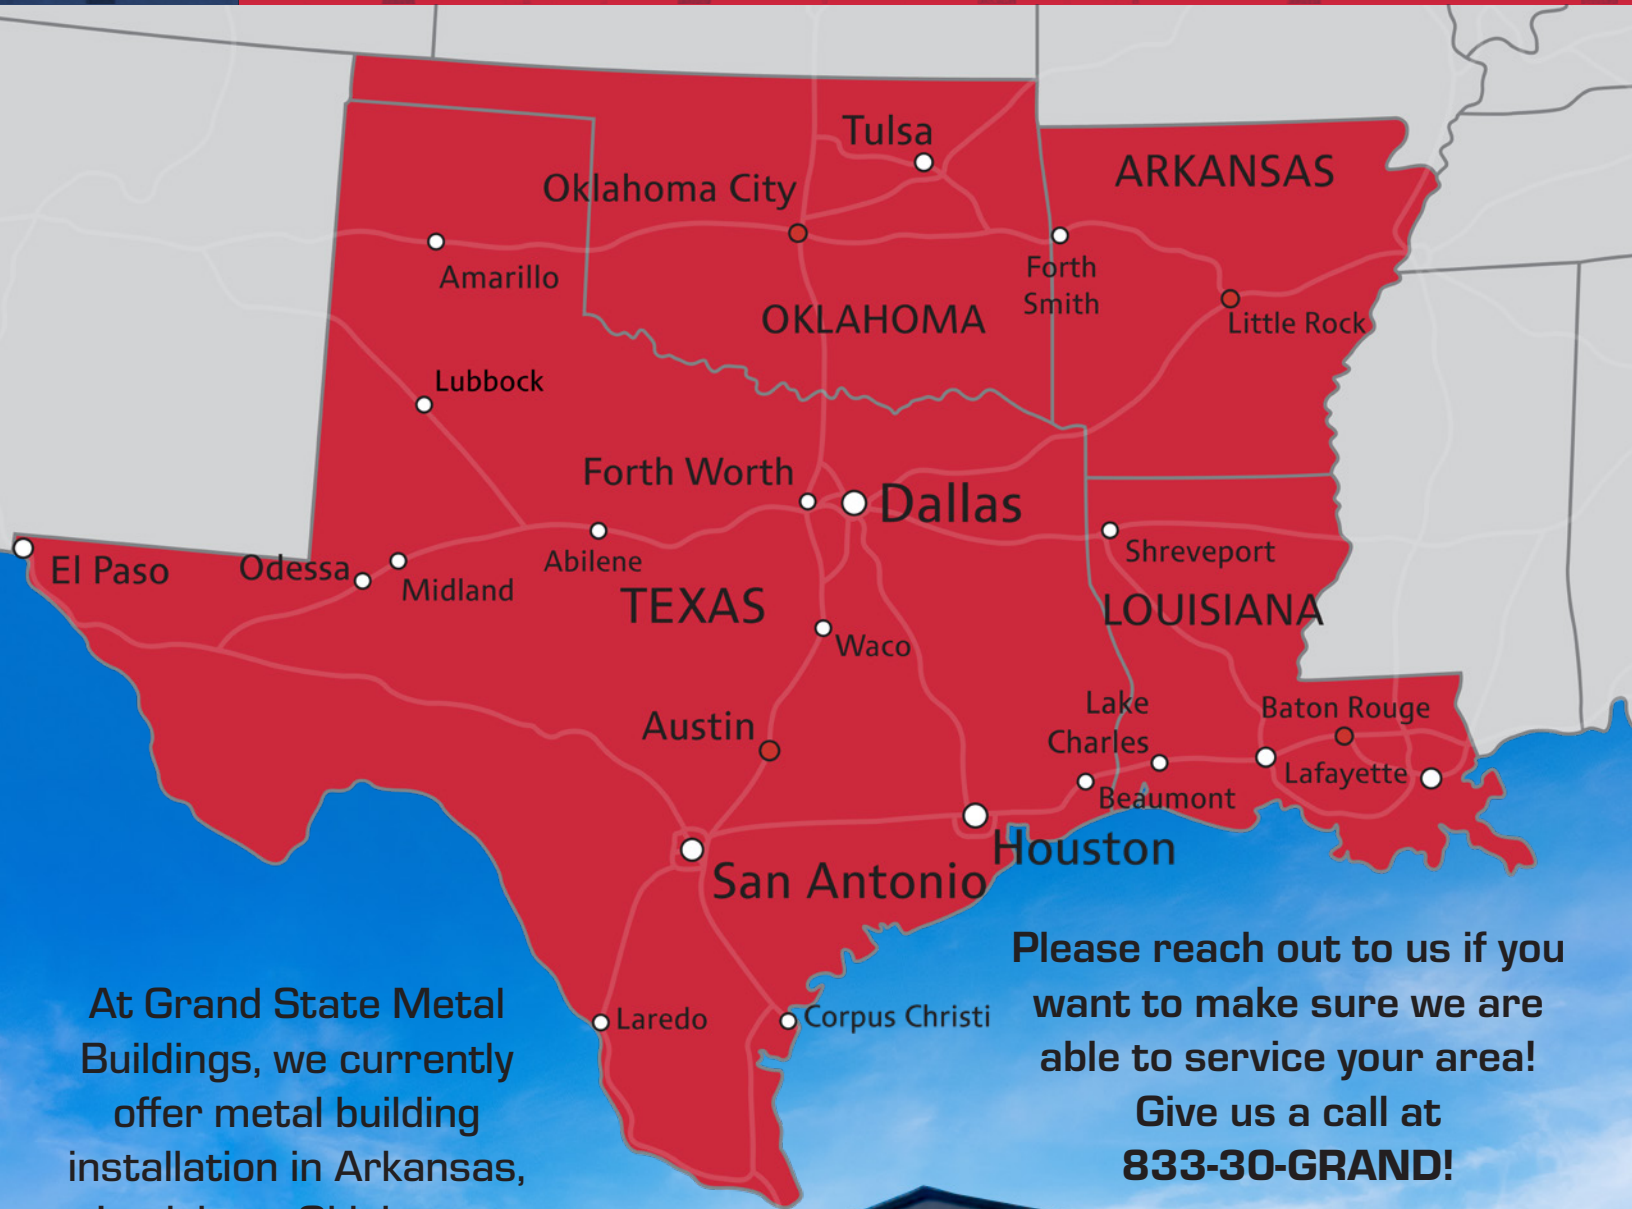 Tulsa
ARKANSAS
Oklahoma City
Amarillo
Forth
Smith
OKLAHOMA
Little Rock
Lubbock
Forth Worth
Dallas
El Paso
Odessa
Midland
Abilene
Shreveport
TEXAS
LOUISIANA
Waco
Lake
Charles
Baton Rouge
Austin
Lafayette
Beaumont
Houston
San Antonio
Laredo
Corpus Christi
At Grand State Metal
Buildings, we currently
offer metal building
installation in Arkansas,
Please reach out to us if you
want to make sure we are
able to service your area!
Give us a call at
833-30-GRAND!